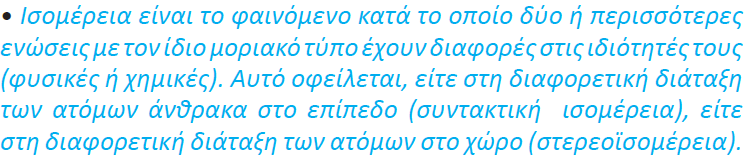 • Ισομέρεια είναι το φαινόμενο κατά το οποίο δύο ή περισσότερες
ενώσεις με τον ίδιο μοριακό τύπο έχουν διαφορές στις ιδιότητές τους
(φυσικές ή χημικές). Αυτό οφείλεται, είτε στη διαφορετική διάταξη
των ατόμων άνθρακα στο επίπεδο (συντακτική ισομέρεια), είτε
στη διαφορετική διάταξη των ατόμων στο χώρο (στερεοϊσομέρεια).